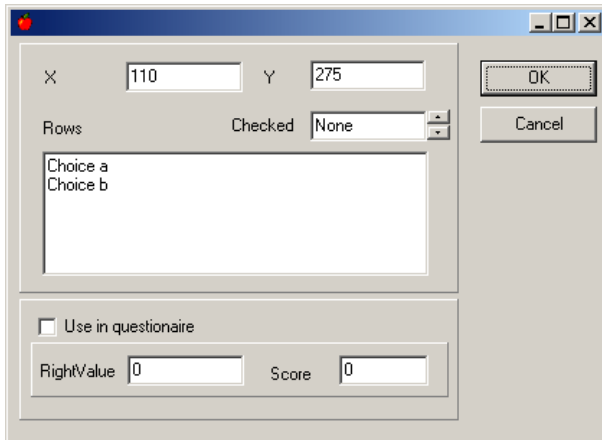 X 110 Y 275 OK
Rows Checked None Cancel
Choice a
Choice b
Use in questionaire
RightValue 0 Score 0